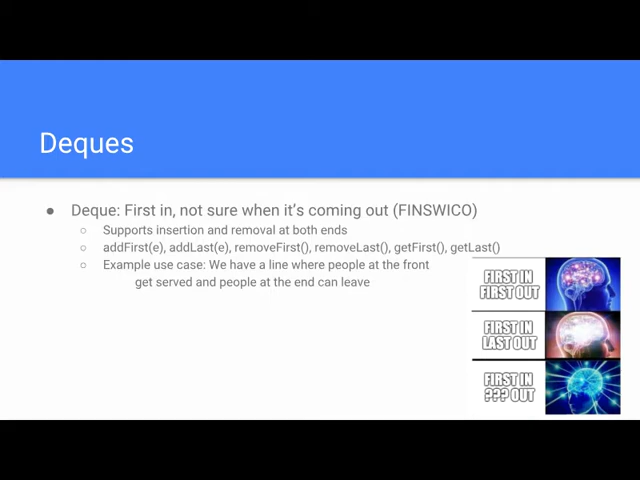 Deques
● Deque: First in, not sure when it's coming out (FINSWICO)
○ Supports insertion and removal at both ends
○ addFirst(e), addLast(e), removeFirst(), removeLast(), getFirst(), getLast()
○ Example use case: We have a line where people at the front
get served and people at the end can leave
FIRST IN
FIRST OUT
FIRST IN
LAST OUT
FIRST IN
??? OUT